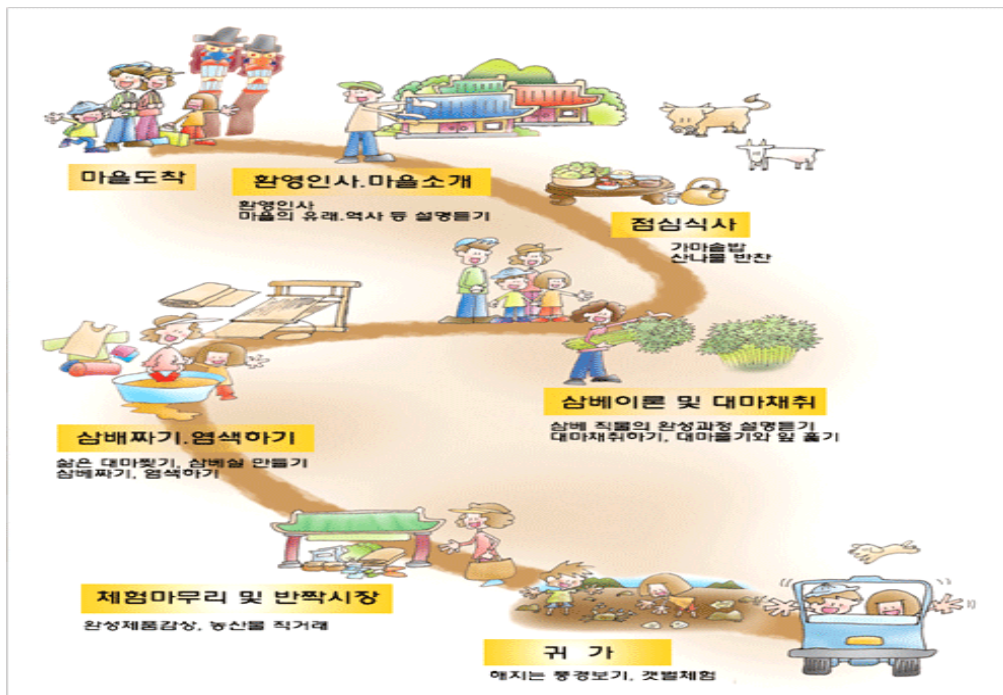 마을도착
환영인사.마을소개
환영인사
마을의 유래.역사 등 설명듣기
점심식사
가마솥밥
산나물 반찬
삼베이론 및 대마채취
삼베 직물의 완성과정 설명듣기
대마채취하기, 대마줄기와 잎 훑기
삼배짜기.염색하기
삶은 대마찢기, 삼베실 만들기
삼베짜기, 염색하기
체험마무리 및 반짝시장
완성제품감상, 농산물 직거래
귀 가
해지는 풍경보기, 갯벌체험